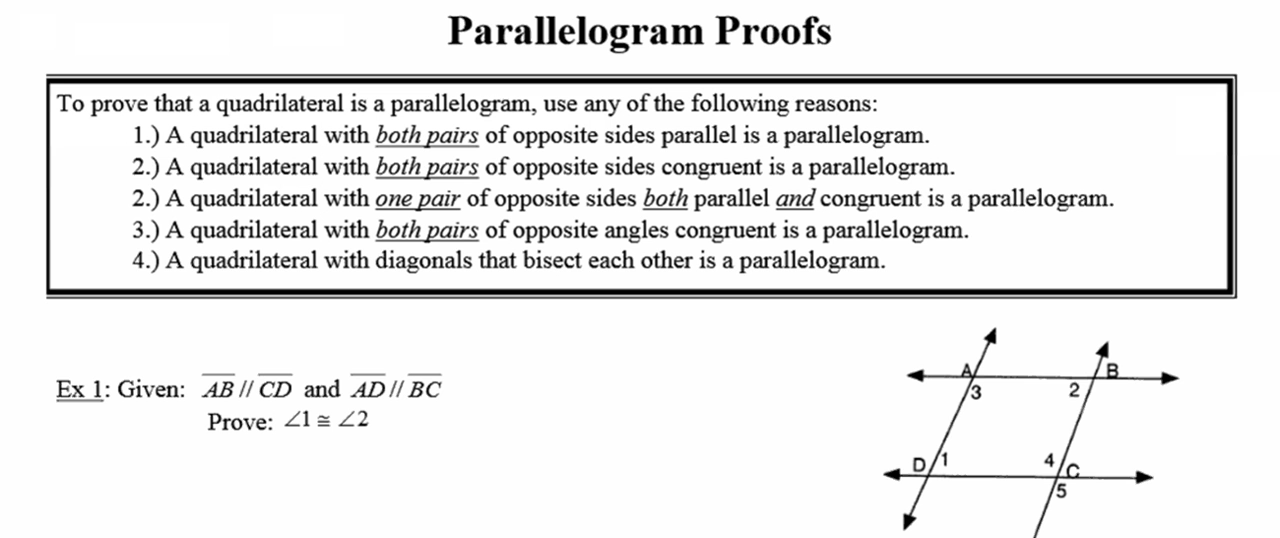 Parallelogram Proofs
To prove that a quadrilateral is a parallelogram, use any of the following reasons:
1.) A quadrilateral with both pairs of opposite sides parallel is a parallelogram.
2.) A quadrilateral with both pairs of opposite sides congruent is a parallelogram.
2.) A quadrilateral with one pair of opposite sides both parallel and congruent is a parallelogram.
3.) A quadrilateral with both pairs of opposite angles congruent is a parallelogram.
4.) A quadrilateral with diagonals that bisect each other is a parallelogram.
Ex 1: Given: AB // CD and AD // BC
Prove: ∠1 ≅ ∠2
A B
3 2
D 1 4 C
5